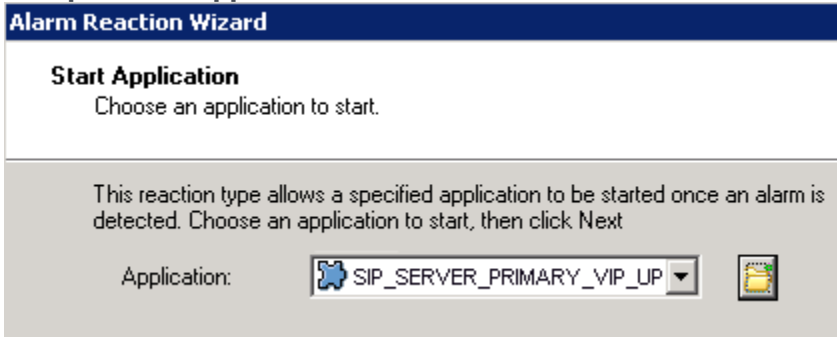 Alarm Reaction Wizard
Start Application
Choose an application to start.
This reaction type allows a specified application to be started once an alarm is
detected. Choose an application to start, then click Next
Application:
SIP_SERVER_PRIMARY_VIP_UP